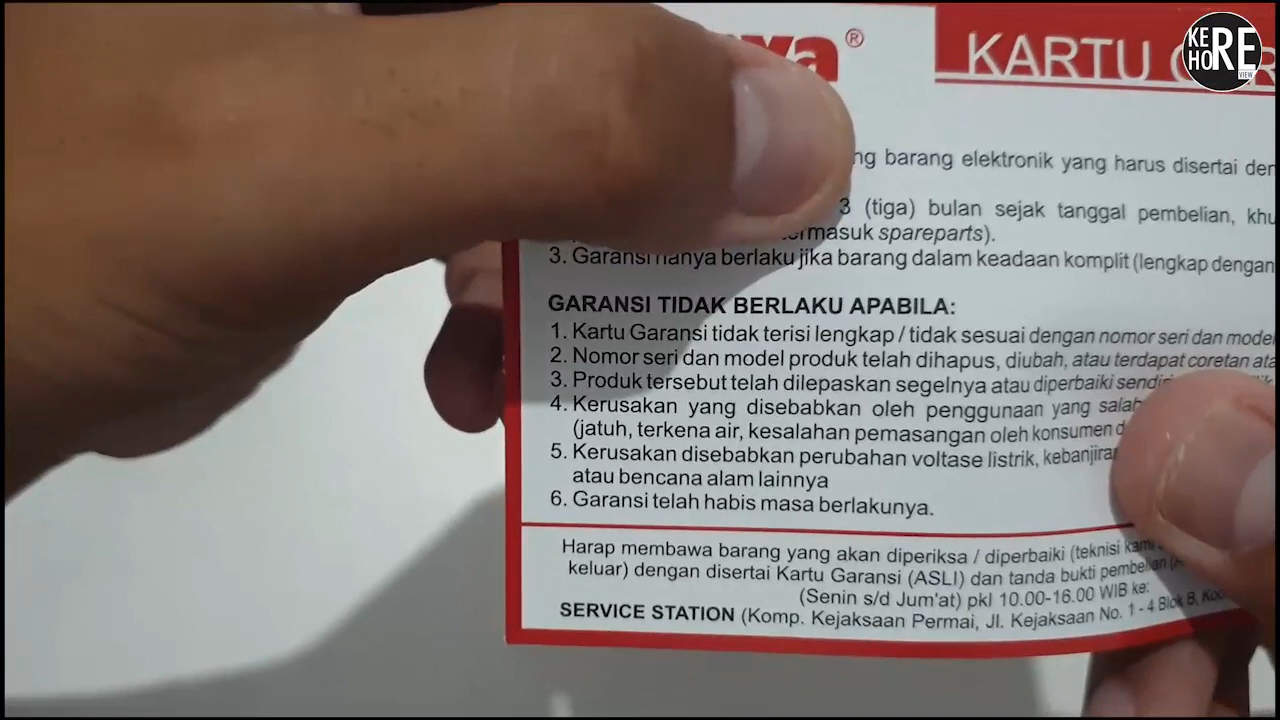 KARTU
KE
HO
RE
VIEW
barang elektronik yang harus disertai
3 (tiga) bulan sejak tanggal pembelian,
spareparts).
3. Garansi hanya berlaku jika barang dalam keadaan komplit (lengkap dengan
GARANSI TIDAK BERLAKU APABILA:
1. Kartu Garansi tidak terisi lengkap / tidak sesuai dengan nomor seri dan model
2. Nomor seri dan model produk telah dihapus, diubah, atau terdapat coretan
3. Produk tersebut telah dilepaskan segelnya atau diperbaiki
4. Kerusakan yang disebabkan oleh penggunaan yang salah
(jatuh, terkena air, kesalahan pemasangan oleh konsumen
5. Kerusakan disebabkan perubahan voltase listrik,
atau bencana alam lainnya
6. Garansi telah habis masa berlakunya.
Harap membawa barang yang akan diperiksa / diperbaiki (teknisi kami
keluar) dengan disertai Kartu Garansi (ASLI) dan tanda bukti pembelian
(Senin s/d Jum'at) pkl 10.00-16.00 WIB ke:
SERVICE STATION (Komp. Kejaksaan Permai, Jl. Kejaksaan No. 1 - 4 Blok B,